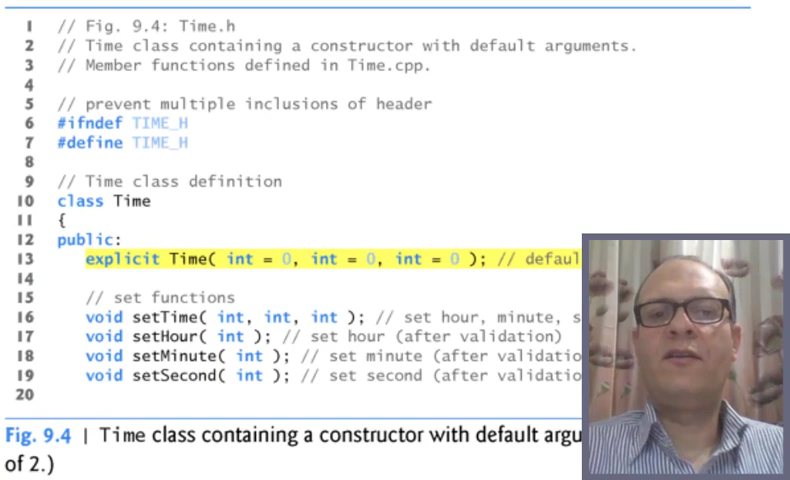 1 // Fig. 9.4: Time.h
2 // Time class containing a constructor with default arguments.
3 // Member functions defined in Time.cpp.
4
5 // prevent multiple inclusions of header
6 #ifndef TIME_H
7 #define TIME_H
8
9 // Time class definition
10 class Time
11 {
12 public:
13 explicit Time( int = 0, int = 0, int = 0 ); // defaul
14
15 // set functions
16 void setTime( int, int, int ); // set hour, minute, s
17 void setHour( int ); // set hour (after validation)
18 void setMinute( int ); // set minute (after validatio
19 void setSecond( int ); // set second (after validatio
20
Fig. 9.4 | Time class containing a constructor with default argu
of 2.)